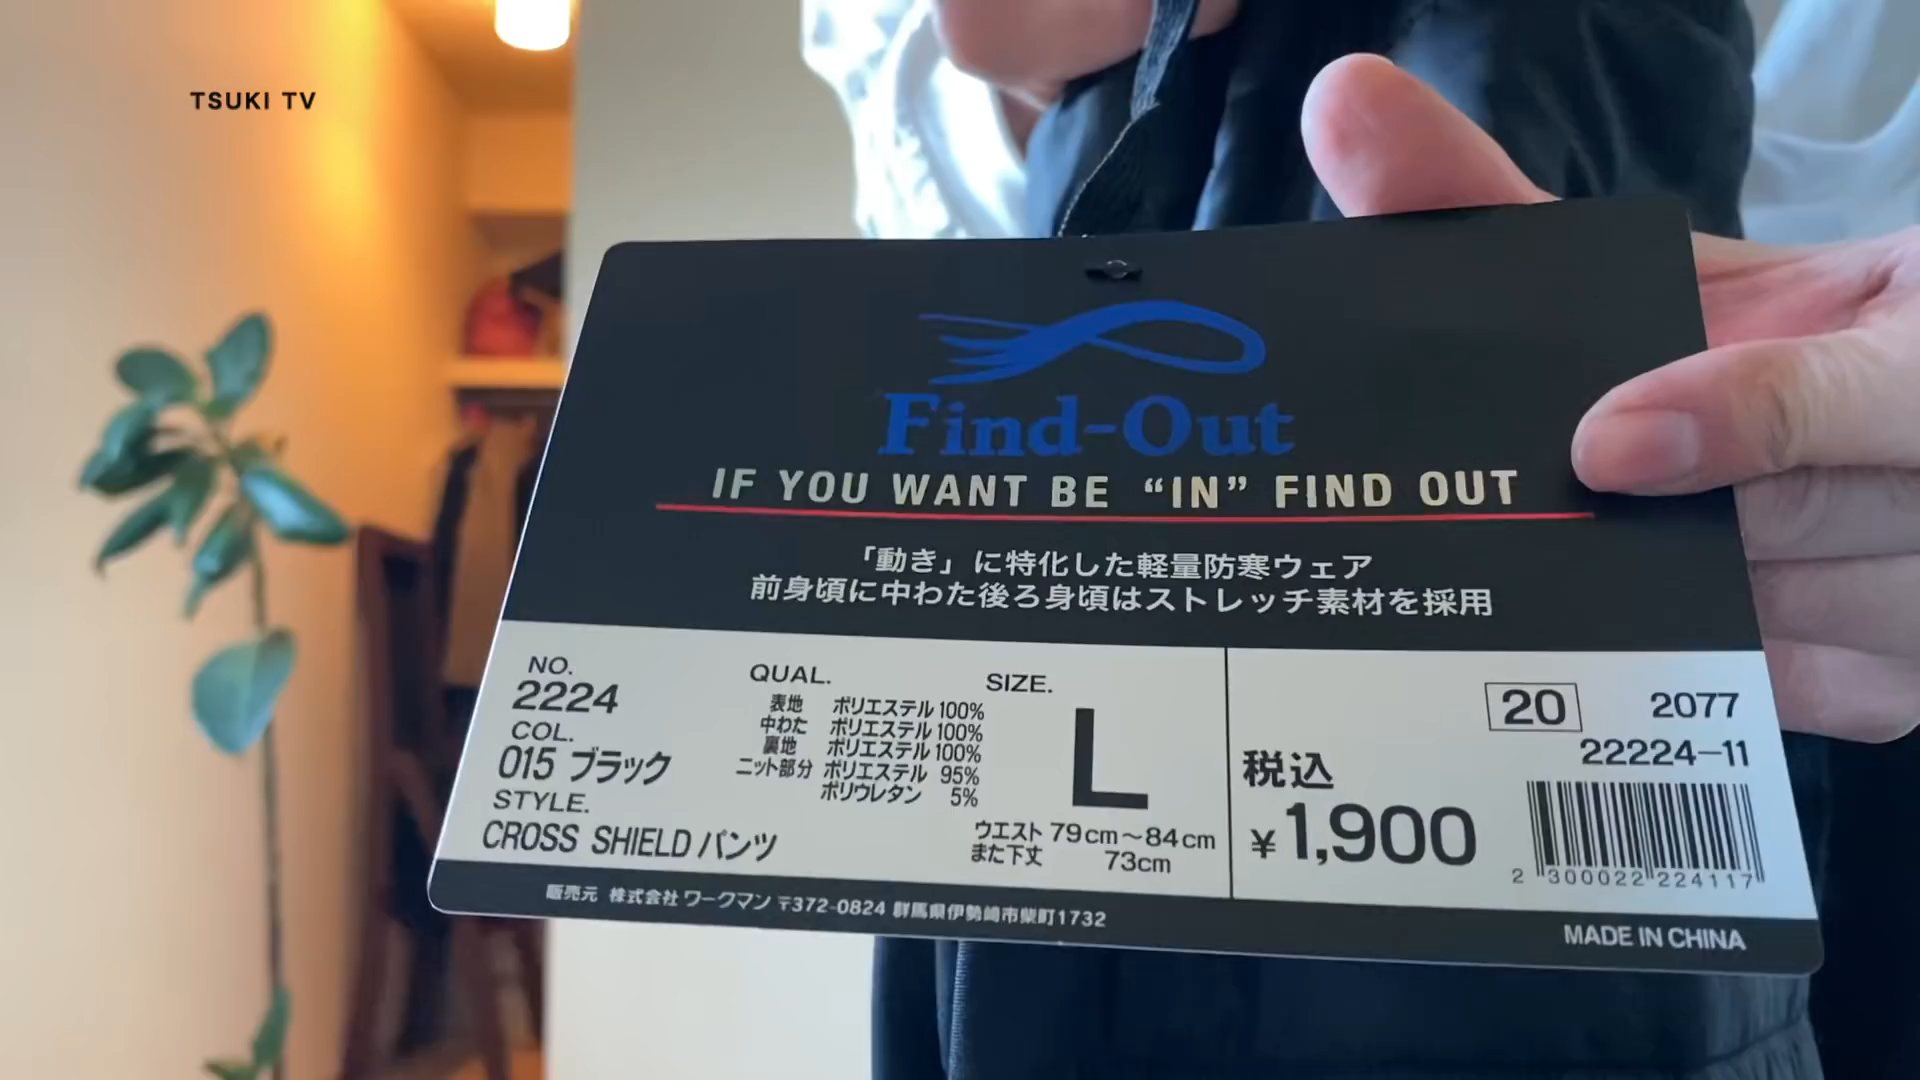 TSUKI TV
Find-Out
IF YOU WANT BE “IN” FIND OUT
「動き」に特化した軽量防寒ウェア
前身頃に中わた後ろ身頃はストレッチ素材を採用
NO.
2224
COL.
015 ブラック
STYLE.
CROSS SHIELD パンツ
QUAL.
表地 ポリエステル 100%
中わた ポリエステル 100%
裏地 ポリエステル 100%
ニット部分 ポリエステル 95%
ポリウレタン 5%
SIZE.
L
ウエスト 79cm～84cm
また下丈 73cm
20 2077
22224-11
税込
¥1,900
2 300022 224117
販売元 株式会社 ワークマン 〒372-0824 群馬県伊勢崎市柴町1732
MADE IN CHINA